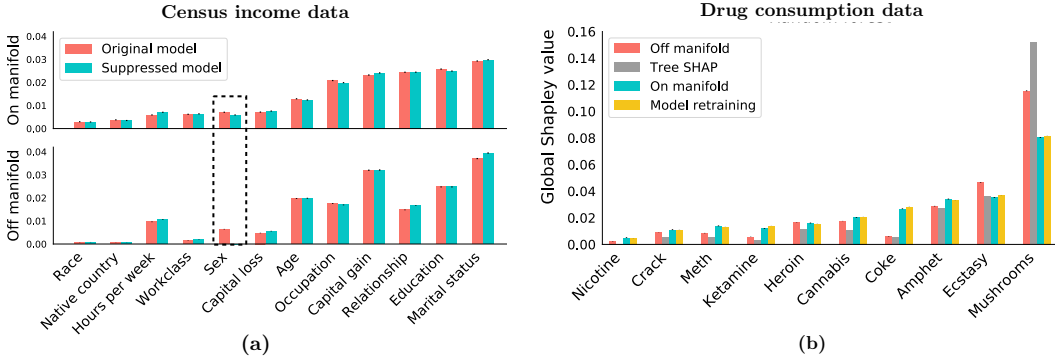 Census income data
Original model
Suppressed model
On manifold
0.04
0.03
0.02
0.01
0.00
Off manifold
0.04
0.03
0.02
0.01
0.00
Race
Native country
Hours per week
Workclass
Sex
Capital loss
Age
Occupation
Capital gain
Relationship
Education
Marital status
(a)
Drug consumption data
Off manifold
Tree SHAP
On manifold
Model retraining
Global Shapley value
0.16
0.14
0.12
0.10
0.08
0.06
0.04
0.02
0.00
Nicotine
Crack
Meth
Ketamine
Heroin
Cannabis
Coke
Amphet
Ecstasy
Mushrooms
(b)